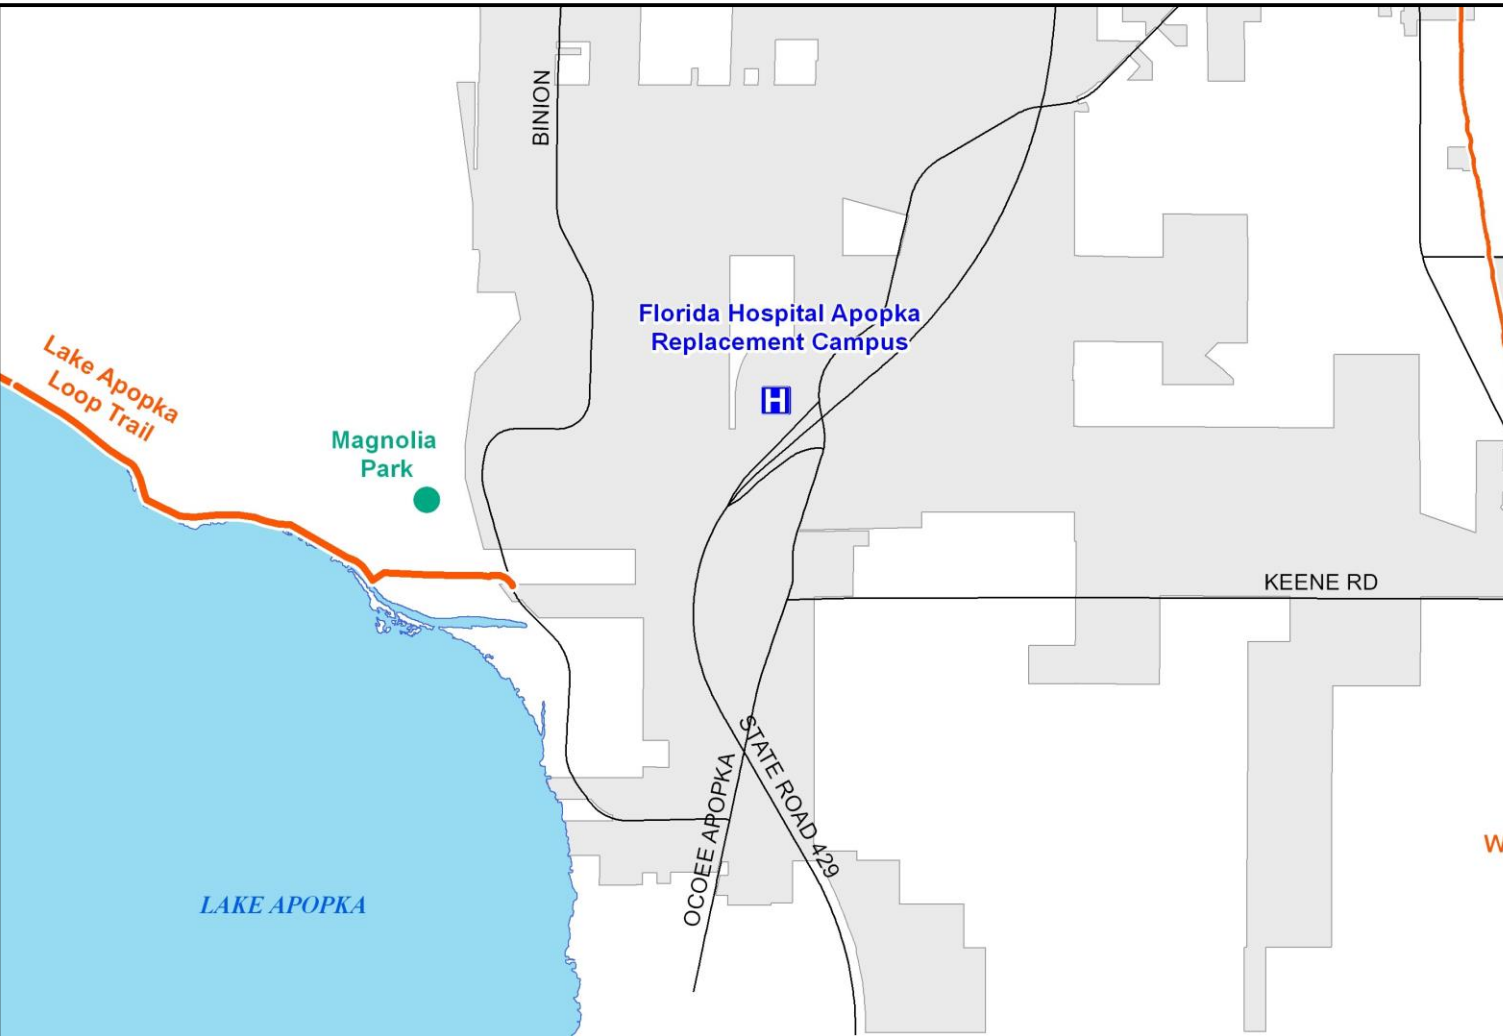 BINION
Florida Hospital Apopka
Replacement Campus
H
Lake Apopka
Loop Trail
Magnolia
Park
KEENE RD
STATE ROAD 429
OCOEE APOPKA
W
LAKE APOPKA